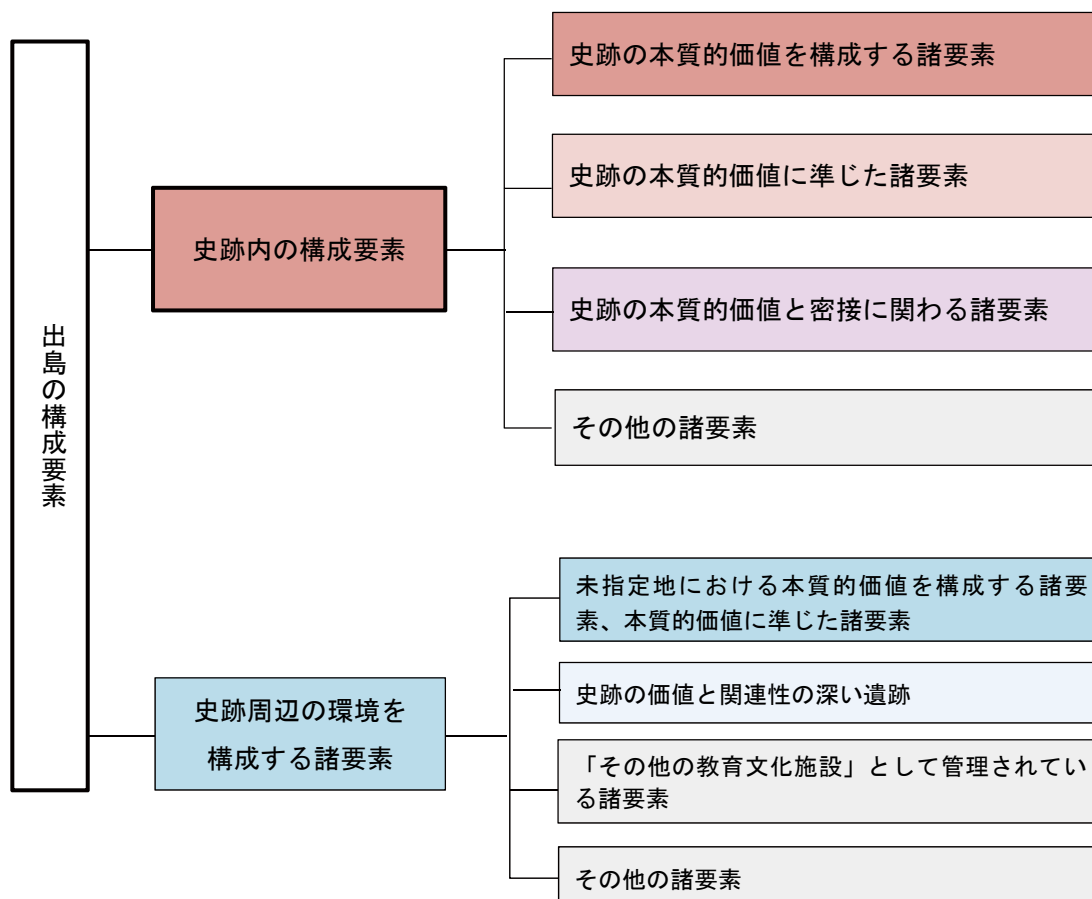 出島の構成要素
史跡内の構成要素
史跡の本質的価値を構成する諸要素
史跡の本質的価値に準じた諸要素
史跡の本質的価値と密接に関わる諸要素
その他の諸要素
史跡周辺の環境を
構成する諸要素
未指定地における本質的価値を構成する諸要
素、本質的価値に準じた諸要素
史跡の価値と関連性の深い遺跡
「その他の教育文化施設」として管理されてい
る諸要素
その他の諸要素